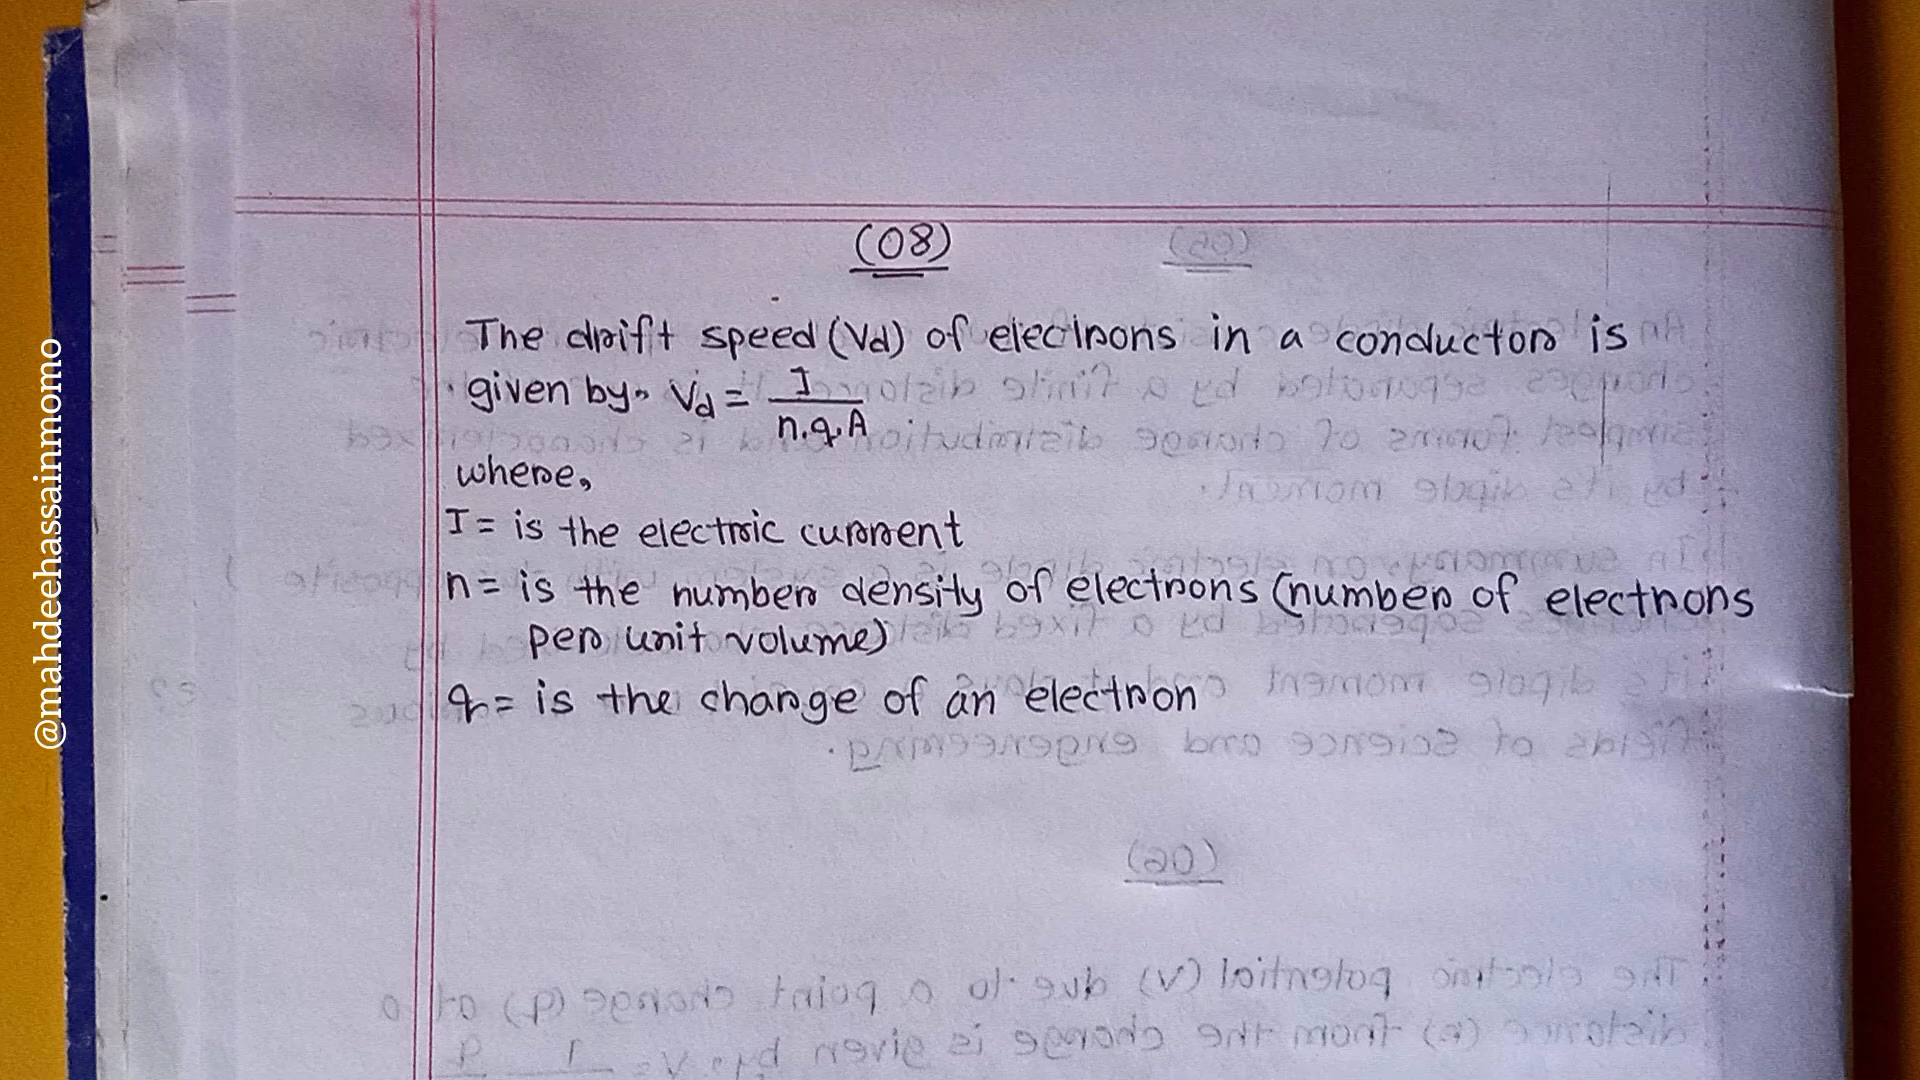 (08)
The drift speed (Vd) of electrons in a conductor is
given by, Vd = I / n.q.A
where,
I = is the electric current
n = is the number density of electrons (number of electrons
per unit volume)
q = is the charge of an electron
@mahdeehassainmomo